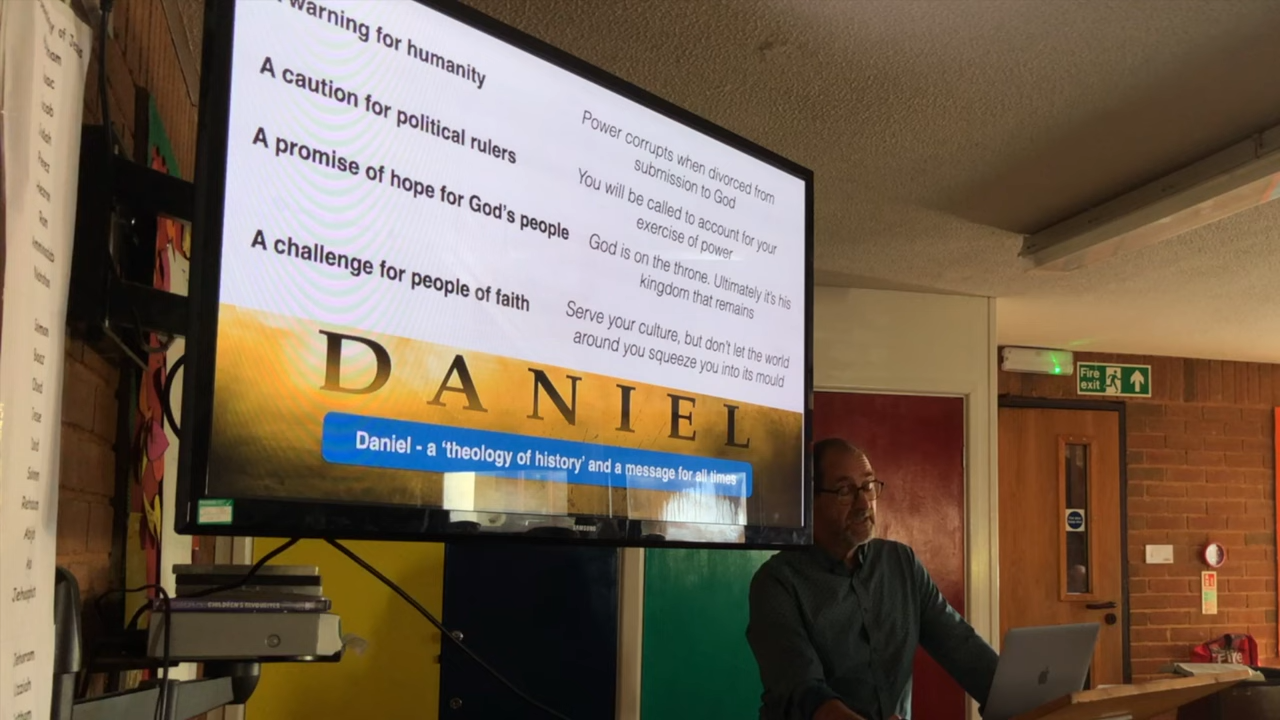 warning for humanity
A caution for political rulers
A promise of hope for God's people
A challenge for people of faith
Power corrupts when divorced from
submission to God
You will be called to account for your
exercise of power
God is on the throne. Ultimately it's his
kingdom that remains
Serve your culture, but don't let the world
around you squeeze you into its mould
DANIEL
Daniel - a 'theology of history' and a message for all times
SAMSUNG
Fire
exit
Fire